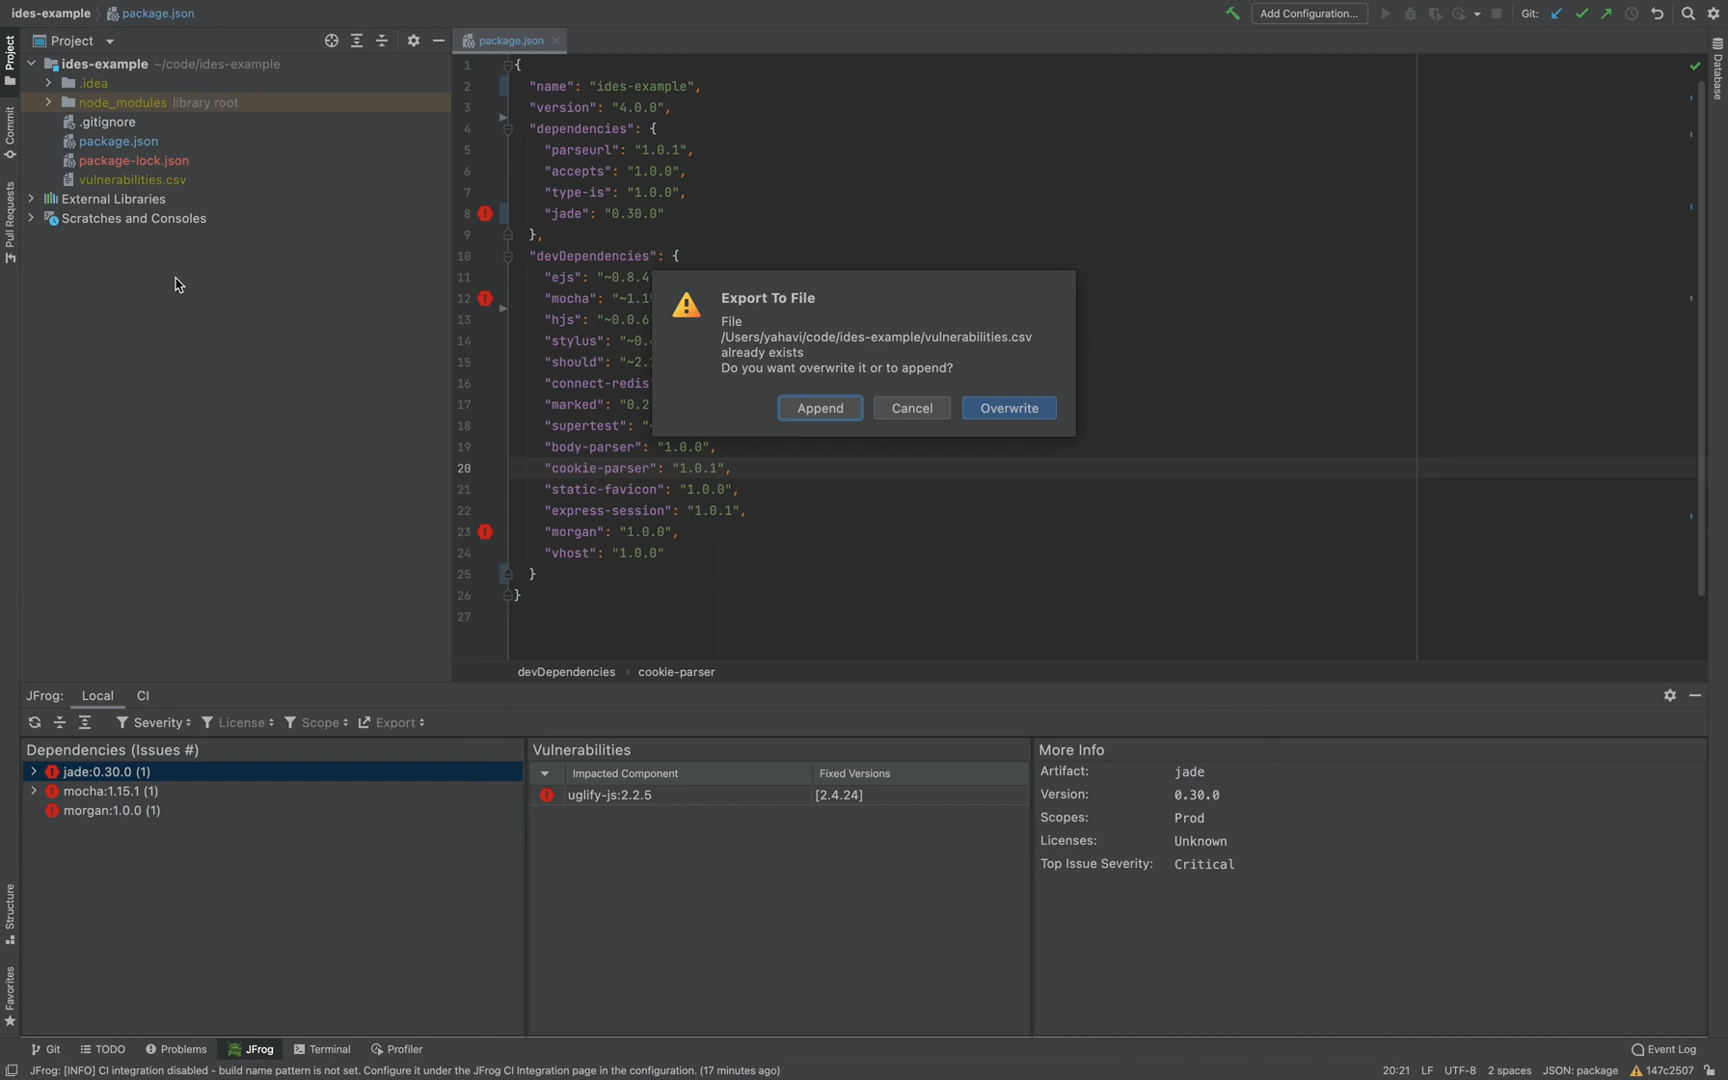 ides-example › package.json
Add Configuration...
Git:
Project
package.json
Project
Commit
Pull Requests
Structure
Favorites
Database
ides-example ~/code/ides-example
.idea
node_modules library root
.gitignore
package.json
package-lock.json
vulnerabilities.csv
External Libraries
Scratches and Consoles
1 {
2 "name": "ides-example",
3 "version": "4.0.0",
4 "dependencies": {
5 "parseurl": "1.0.1",
6 "accepts": "1.0.0",
7 "type-is": "1.0.0",
8 "jade": "0.30.0"
9 },
10 "devDependencies": {
11 "ejs": "~0.8.4
12 "mocha": "~1.1
13 "hjs": "~0.0.6
14 "stylus": "~0.
15 "should": "~2.
16 "connect-redis
17 "marked": "0.2
18 "supertest": "
19 "body-parser": "1.0.0",
20 "cookie-parser": "1.0.1",
21 "static-favicon": "1.0.0",
22 "express-session": "1.0.1",
23 "morgan": "1.0.0",
24 "vhost": "1.0.0"
25 }
26 }
27
Export To File
File
/Users/yahavi/code/ides-example/vulnerabilities.csv
already exists
Do you want overwrite it or to append?
Append Cancel Overwrite
devDependencies › cookie-parser
JFrog: Local CI
Severity License Scope Export
Dependencies (Issues #)
jade:0.30.0 (1)
mocha:1.15.1 (1)
morgan:1.0.0 (1)
Vulnerabilities
Impacted Component Fixed Versions
uglify-js:2.2.5 [2.4.24]
More Info
Artifact: jade
Version: 0.30.0
Scopes: Prod
Licenses: Unknown
Top Issue Severity: Critical
Git TODO Problems JFrog Terminal Profiler Event Log
JFrog: [INFO] CI integration disabled - build name pattern is not set. Configure it under the JFrog CI Integration page in the configuration. (17 minutes ago) 20:21 LF UTF-8 2 spaces JSON: package 147c2507